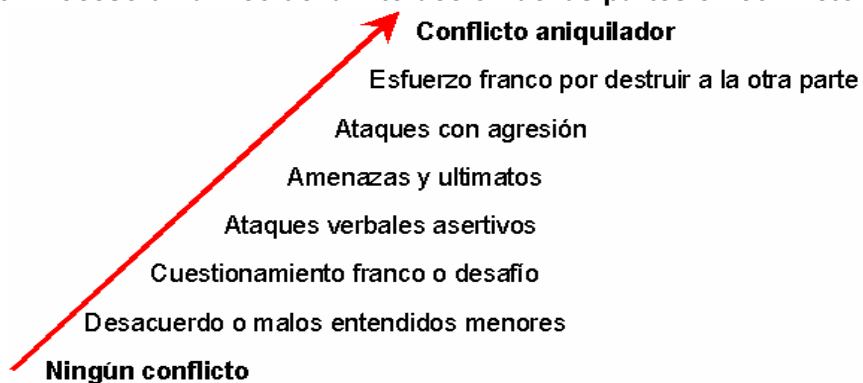 Conflicto aniquilador
Esfuerzo franco por destruir a la otra parte
Ataques con agresión
Amenazas y ultimatos
Ataques verbales asertivos
Cuestionamiento franco o desafío
Desacuerdo o malos entendidos menores
Ningún conflicto